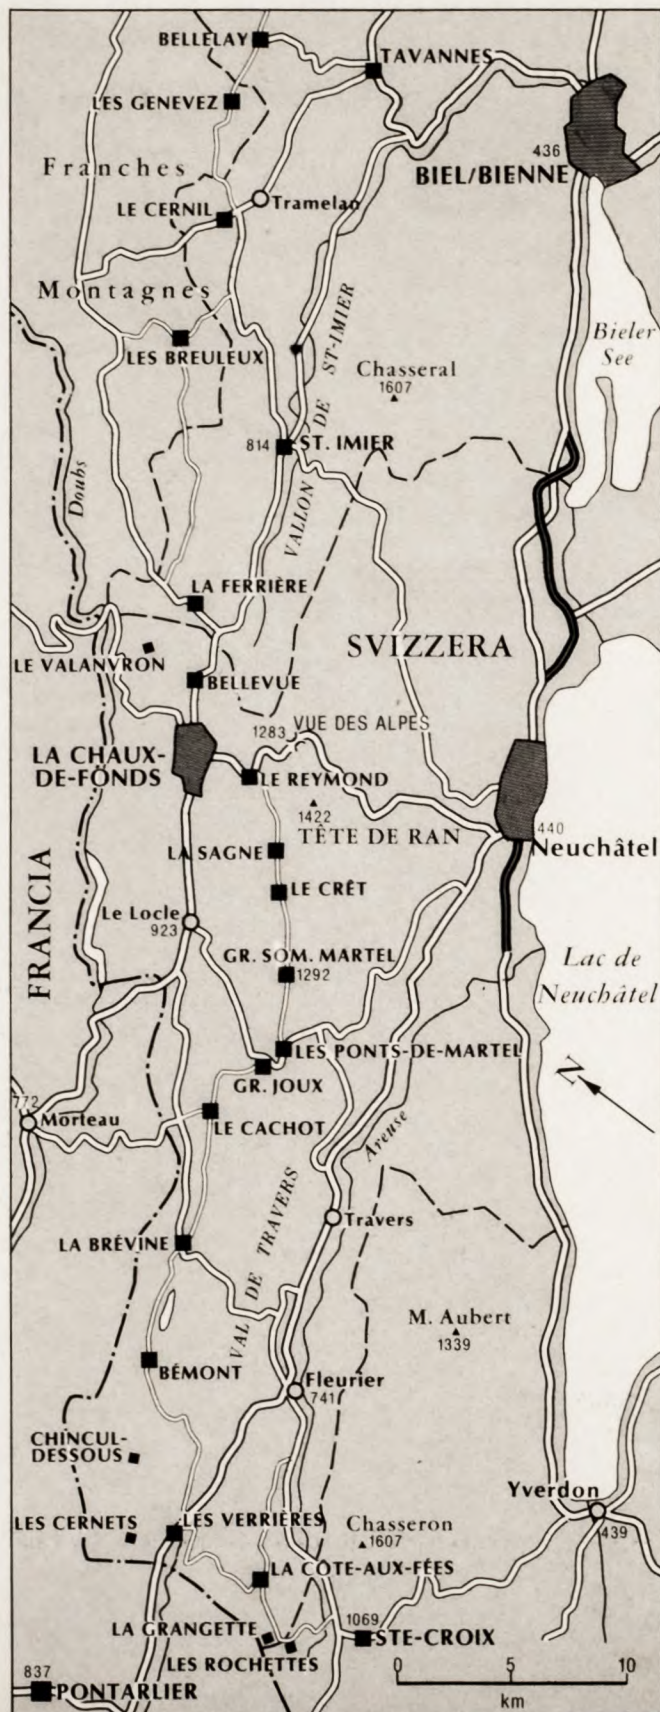 BELLELAY
TAVANNES
LES GENEVEZ
436
BIEL/BIENNE
Franches
LE CERNIL
Tramelan
Montagnes
LES BREULEUX
Bieler
See
Chasseral
1607
814
ST. IMIER
VALLON DE ST-IMIER
Doubs
LA FERRIÈRE
LE VALANVRON
SVIZZERA
BELLEVUE
1283
VUE DES ALPES
LA CHAUX-
DE-FONDS
LE REYMOND
1422
TÊTE DE RAN
440
Neuchâtel
LA SAGNE
LE CRÊT
FRANCIA
Le Locle
923
GR. SOM. MARTEL
1292
Lac de
Neuchâtel
LES PONTS-DE-MARTEL
GR. JOUX
N
772
Morteau
LE CACHOT
Areuse
Travers
LA BRÉVINE
VAL DE TRAVERS
M. Aubert
1339
BÉMONT
Fleurier
741
CHINCUL-
DESSOUS
Yverdon
439
LES CERNETS
LES VERRIÈRES
Chasseron
1607
LA CÔTE-AUX-FÉES
LA GRANGETTE
1069
STE-CROIX
LES ROCHETTES
837
PONTARLIER
0 5 10
km